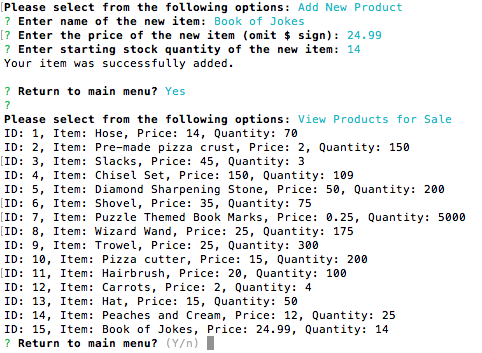 Please select from the following options: Add New Product
? Enter name of the new item: Book of Jokes
? Enter the price of the new item (omit $ sign): 24.99
? Enter starting stock quantity of the new item: 14
Your item was successfully added.
? Return to main menu? Yes
?
Please select from the following options: View Products for Sale
ID: 1, Item: Hose, Price: 14, Quantity: 70
ID: 2, Item: Pre-made pizza crust, Price: 2, Quantity: 150
ID: 3, Item: Slacks, Price: 45, Quantity: 3
ID: 4, Item: Chisel Set, Price: 150, Quantity: 109
ID: 5, Item: Diamond Sharpening Stone, Price: 50, Quantity: 200
ID: 6, Item: Shovel, Price: 35, Quantity: 75
ID: 7, Item: Puzzle Themed Book Marks, Price: 0.25, Quantity: 5000
ID: 8, Item: Wizard Wand, Price: 25, Quantity: 175
ID: 9, Item: Trowel, Price: 25, Quantity: 300
ID: 10, Item: Pizza cutter, Price: 15, Quantity: 200
ID: 11, Item: Hairbrush, Price: 20, Quantity: 100
ID: 12, Item: Carrots, Price: 2, Quantity: 4
ID: 13, Item: Hat, Price: 15, Quantity: 50
ID: 14, Item: Peaches and Cream, Price: 12, Quantity: 25
ID: 15, Item: Book of Jokes, Price: 24.99, Quantity: 14
? Return to main menu? (Y/n)